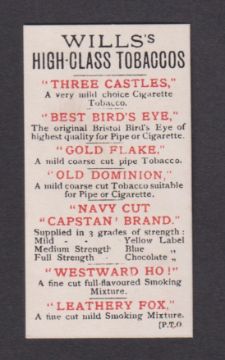 WILLS'S
HIGH-CLASS TOBACCOS
"THREE CASTLES,"
A very mild choice Cigarette
Tobacco.
"BEST BIRD'S EYE,"
The original Bristol Bird's Eye of
highest quality for Pipe or Cigarette.
"GOLD FLAKE,"
A mild coarse cut pipe Tobacco.
"OLD DOMINION,"
A mild coarse cut Tobacco suitable
for Pipe or Cigarette.
"NAVY CUT
"CAPSTAN' BRAND."
Supplied in 3 grades of strength:
Mild - - Yellow Label
Medium Strength Blue „
Full Strength - Chocolate „
"WESTWARD HO!"
A fine cut full-flavoured Smoking
Mixture.
"LEATHERY FOX,"
A fine cut mild Smoking Mixture.
[P.T.O.